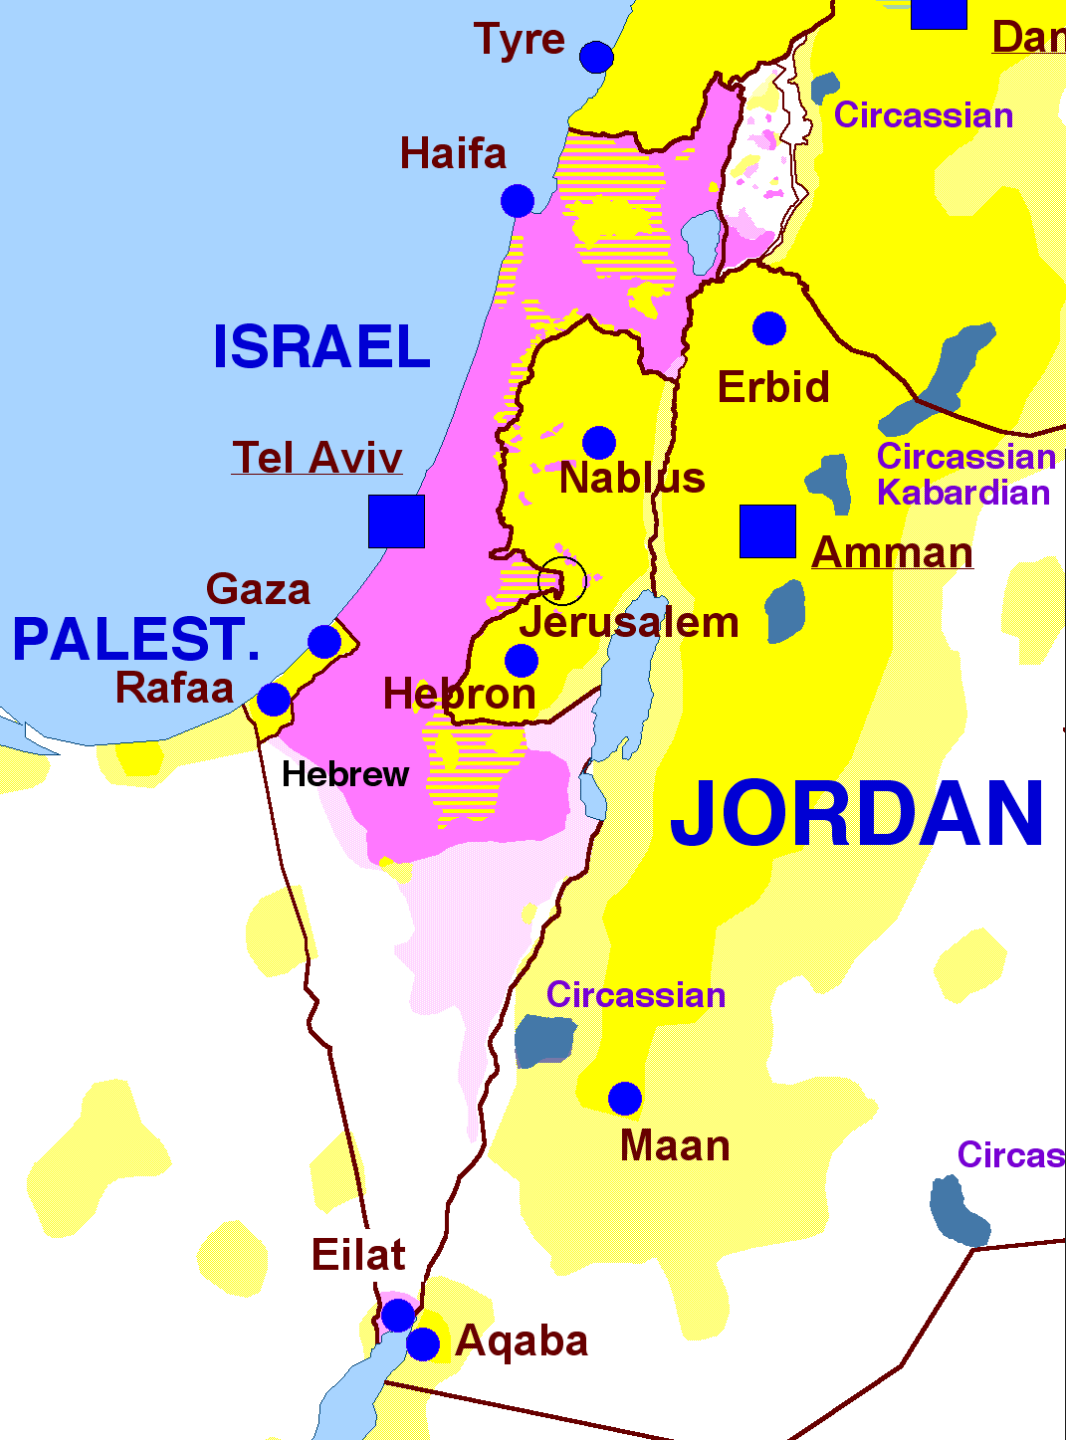 Tyre
Dam
Circassian
Haifa
ISRAEL
Erbid
Tel Aviv
Nablus
Circassian
Kabardian
Amman
Gaza
PALEST.
Jerusalem
Rafaa
Hebron
Hebrew
JORDAN
Circassian
Maan
Circas
Eilat
Aqaba